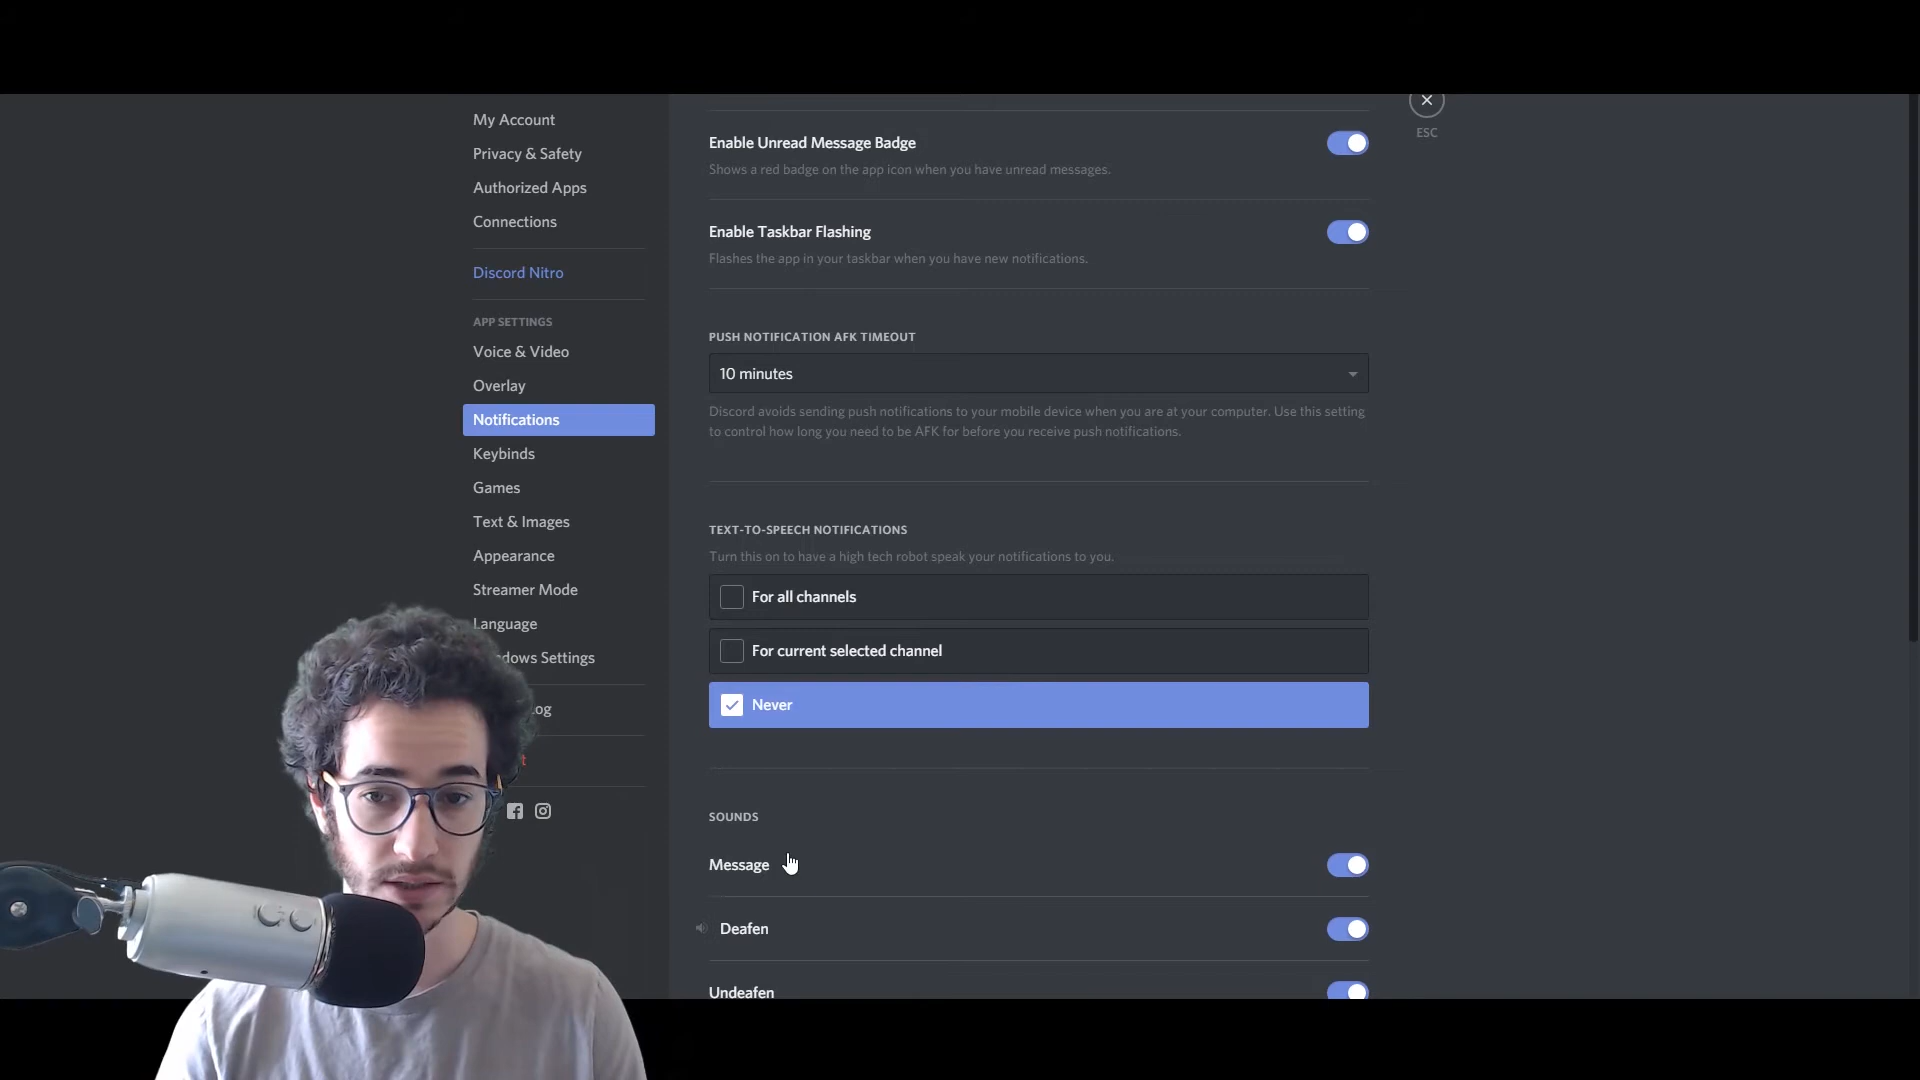 My Account
Privacy & Safety
Authorized Apps
Connections
Discord Nitro
APP SETTINGS
Voice & Video
Overlay
Notifications
Keybinds
Games
Text & Images
Appearance
Streamer Mode
Language
Settings
Enable Unread Message Badge
Shows a red badge on the app icon when you have unread messages.
Enable Taskbar Flashing
Flashes the app in your taskbar when you have new notifications.
PUSH NOTIFICATION AFK TIMEOUT
10 minutes
Discord avoids sending push notifications to your mobile device when you are at your computer. Use this setting
to control how long you need to be AFK for before you receive push notifications.
TEXT-TO-SPEECH NOTIFICATIONS
Turn this on to have a high tech robot speak your notifications to you.
For all channels
For current selected channel
Never
SOUNDS
Message
Deafen
Undeafen
ESC